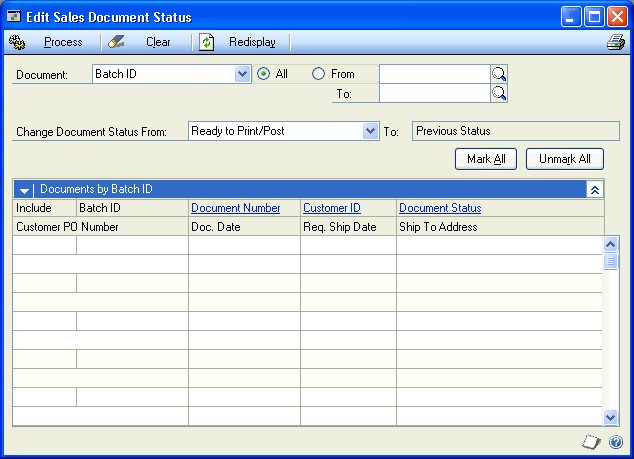 Edit Sales Document Status
Process Clear Redisplay
Document: Batch ID All From
To:
Change Document Status From: Ready to Print/Post To: Previous Status
Mark All Unmark All
Documents by Batch ID
Include Batch ID Document Number Customer ID Document Status
Customer PO Number Doc. Date Req. Ship Date Ship To Address